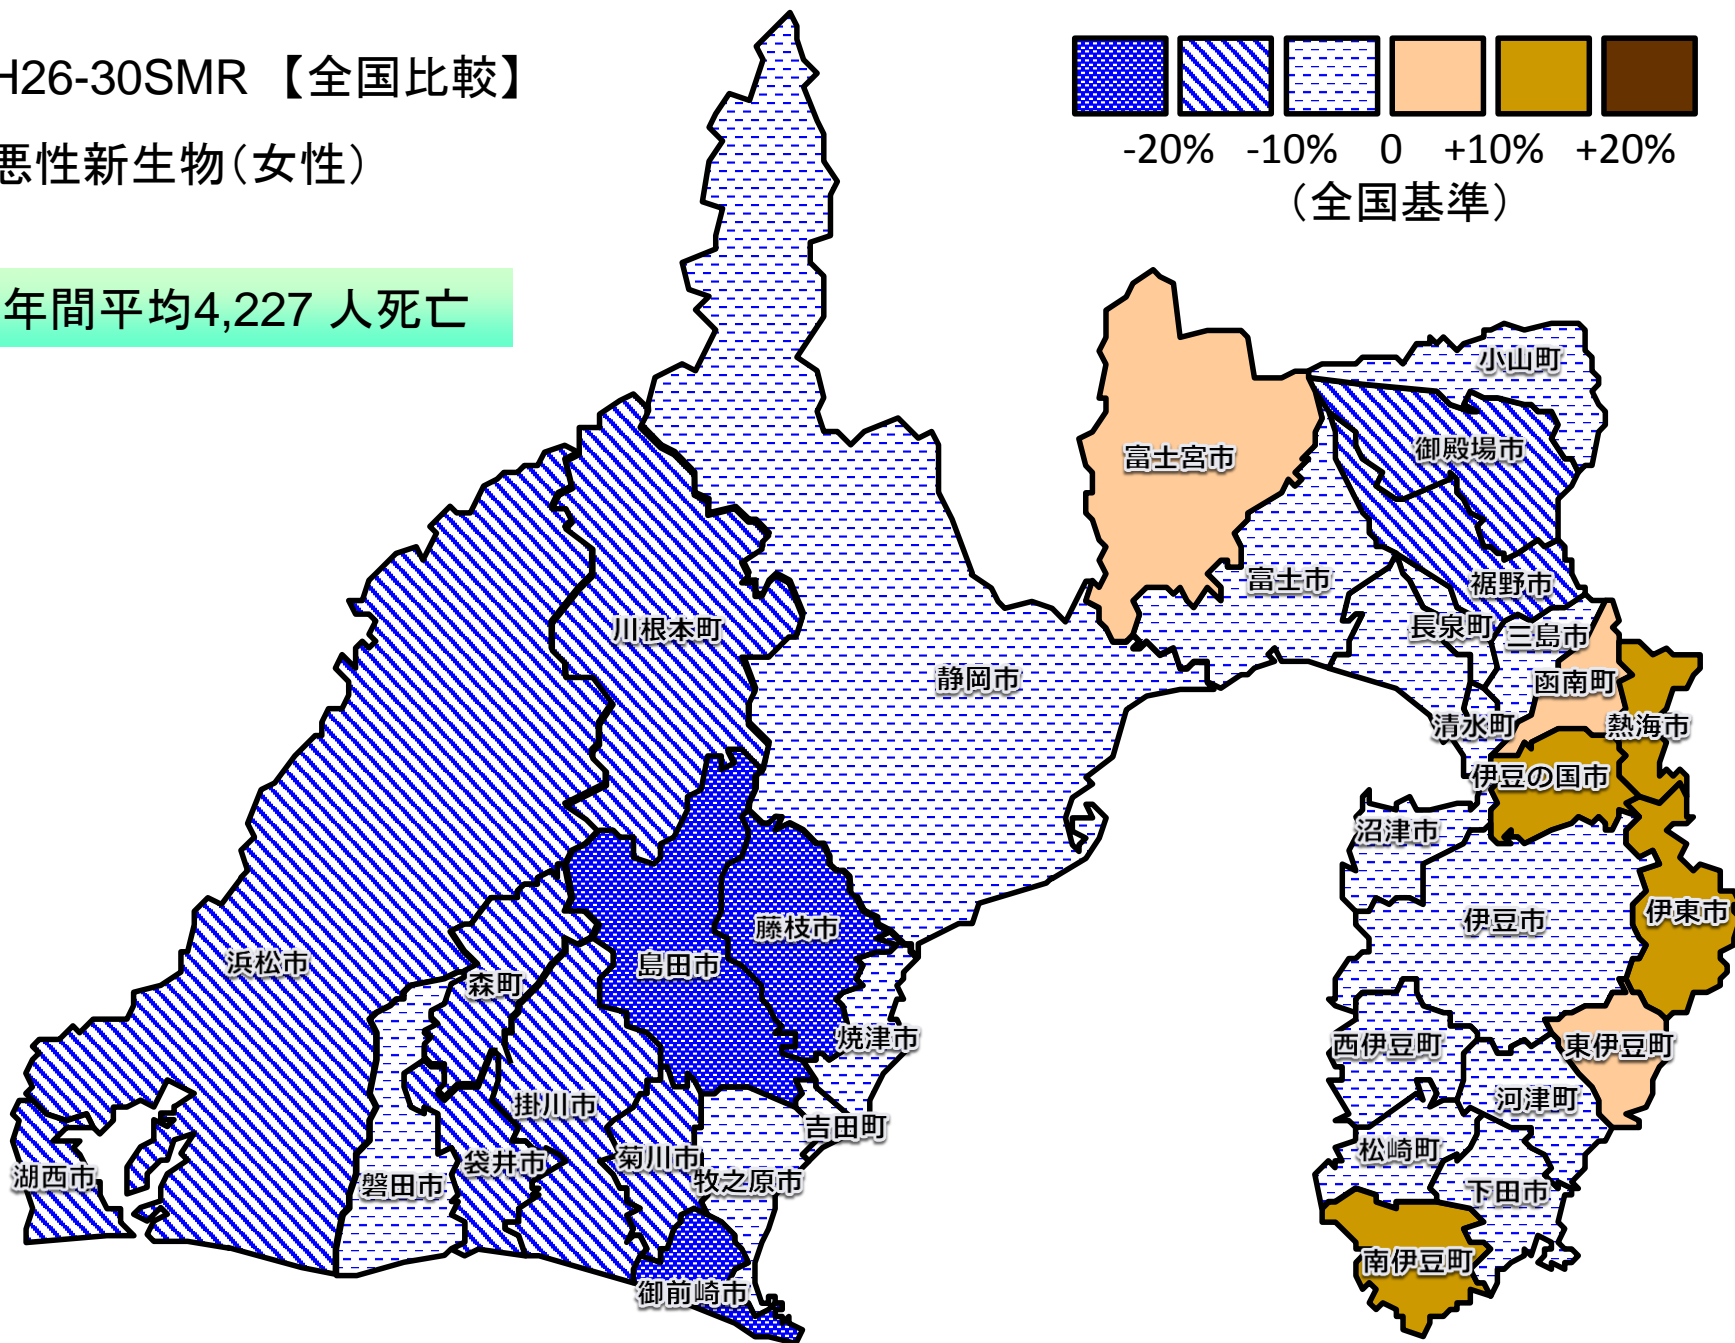 H26-30SMR 【全国比較】
悪性新生物(女性)
年間平均4,227 人死亡
-20% -10% 0 +10% +20%
(全国基準)
小山町
御殿場市
富士宮市
裾野市
富士市
長泉町
三島市
川根本町
静岡市
函南町
清水町
熱海市
伊豆の国市
沼津市
伊東市
伊豆市
藤枝市
島田市
浜松市
森町
焼津市
西伊豆町
東伊豆町
河津町
掛川市
吉田町
松崎町
菊川市
袋井市
湖西市
磐田市
牧之原市
下田市
南伊豆町
御前崎市